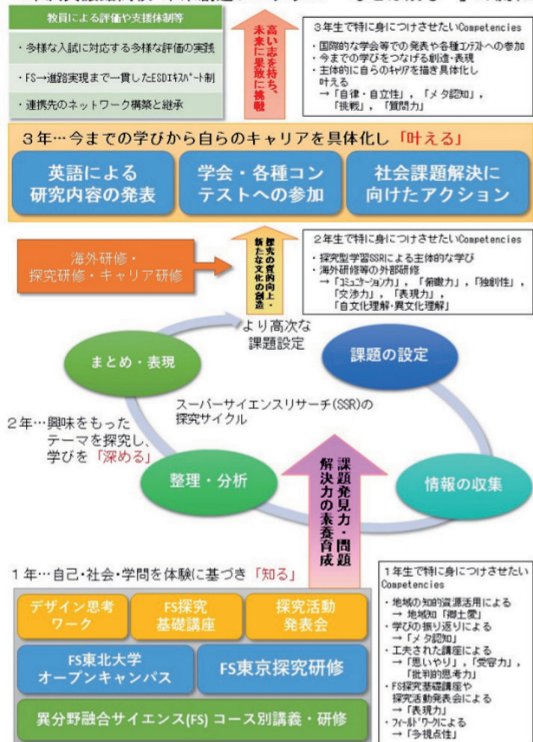 教員による評価や支援体制等
・多様な入試に対応する多様な評価の実践
・FS→進路実現まで一貫したESDエキスパート制
・連携先のネットワーク構築と継承
高い志を持ち、
未来に果敢に挑戦
3年生で特に身につけさせたいCompetencies
・国際的な学会等での発表や各種コンテストへの参加
・今までの学びをつなげる創造・表現
・主体的に自らのキャリアを描き具体化し
叶える
→「自律・自立性」,「メタ認知」,
「挑戦」,「質問力」
3年…今までの学びから自らのキャリアを具体化し「叶える」
英語による
研究内容の発表
学会・各種コン
テストへの参加
社会課題解決に
向けたアクション
海外研修・
探究研修・キャリア研修
探究の質的向上・
新たな文化の創造
2年生で特に身につけさせたいCompetencies
・探究型学習SSRによる主体的な学び
・海外研修等の外部研修
→「コミュニケーション力」,「俯瞰力」,「独創性」,
「交渉力」,「表現力」,
「自文化理解・異文化理解」
より高次な
課題設定
まとめ・表現
課題の設定
スーパーサイエンスリサーチ(SSR)の
探究サイクル
2年…興味をもった
テーマを探究し、
学びを「深める」
整理・分析
情報の収集
課題発見力・問題
解決力の素養育成
1年…自己・社会・学問を体験に基づき「知る」
デザイン思考
ワーク
FS探究
基礎講座
探究活動
発表会
FS東北大学
オープンキャンパス
FS東京探究研修
異分野融合サイエンス(FS) コース別講義・研修
1年生で特に身につけさせたい
Competencies
・地域の知的資源活用による
→ 地域知「郷土愛」
・学びの振り返りによる
→「メタ認知」
・工夫された講座による
→「思いやり」,「受容力」,
「批判的思考力」
・FS探究基礎講座や
探究活動発表会による
→「表現力」
・フィールドワークによる
→「多視点性」